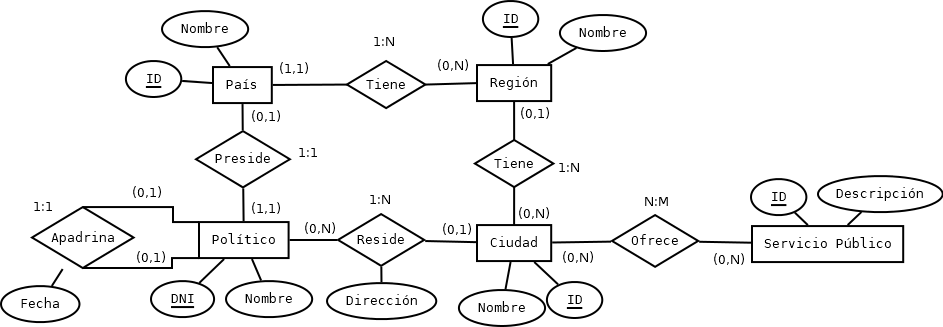 ID
Nombre
Nombre
1:N
(1,1)
(0,N)
ID
País
Tiene
Región
(0,1)
(0,1)
Preside
1:1
Tiene
1:N
(0,1)
1:1
(1,1)
1:N
(0,N)
N:M
ID
Descripción
Apadrina
Político
(0,N)
Reside
(0,1)
Ciudad
Ofrece
Servicio Público
(0,1)
(0,N)
(0,N)
Fecha
DNI
Nombre
Dirección
Nombre
ID